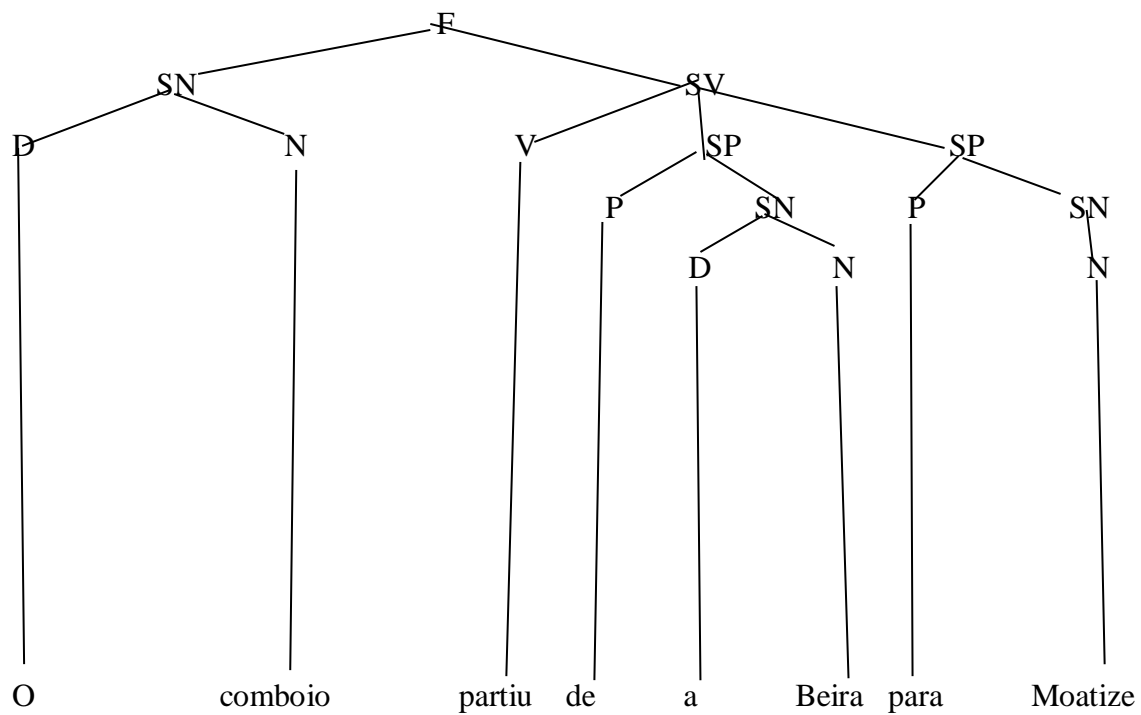 F
SN SV
D N V SP SP
P SN P SN
D N N
O comboio partiu de a Beira para Moatize